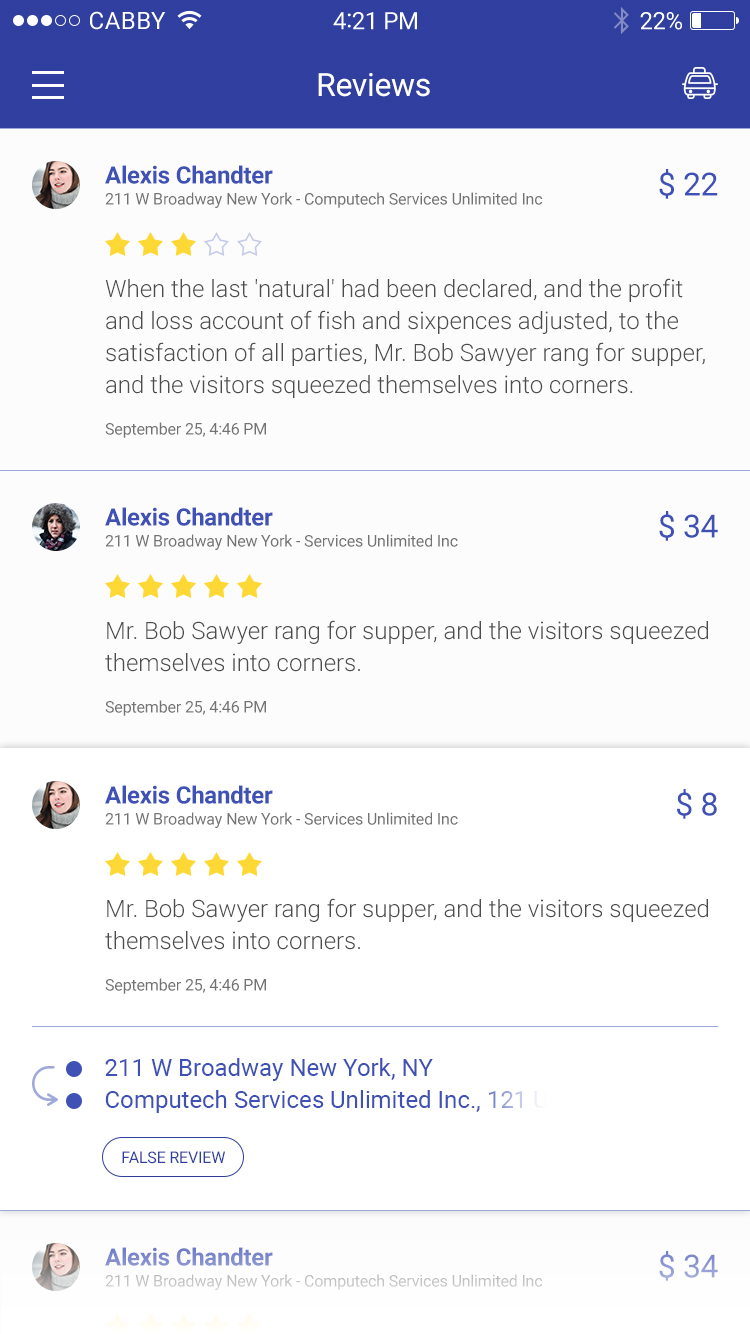 CABBY 4:21 PM 22%
Reviews
Alexis Chandter $ 22
211 W Broadway New York - Computech Services Unlimited Inc
When the last 'natural' had been declared, and the profit
and loss account of fish and sixpences adjusted, to the
satisfaction of all parties, Mr. Bob Sawyer rang for supper,
and the visitors squeezed themselves into corners.
September 25, 4:46 PM
Alexis Chandter $ 34
211 W Broadway New York - Services Unlimited Inc
Mr. Bob Sawyer rang for supper, and the visitors squeezed
themselves into corners.
September 25, 4:46 PM
Alexis Chandter $ 8
211 W Broadway New York - Services Unlimited Inc
Mr. Bob Sawyer rang for supper, and the visitors squeezed
themselves into corners.
September 25, 4:46 PM
211 W Broadway New York, NY
Computech Services Unlimited Inc., 121
FALSE REVIEW
Alexis Chandter $ 34
211 W Broadway New York - Computech Services Unlimited Inc